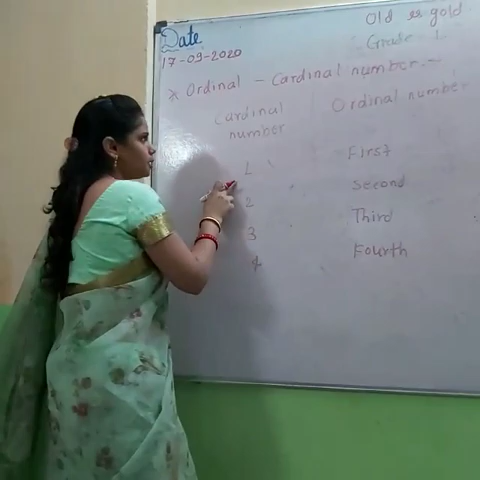 Old is gold
Date
Grade 1
17-09-2020
* Ordinal - Cardinal number:-
Cardinal number
Ordinal number
1 First
2 Second
3 Third
4 Fourth